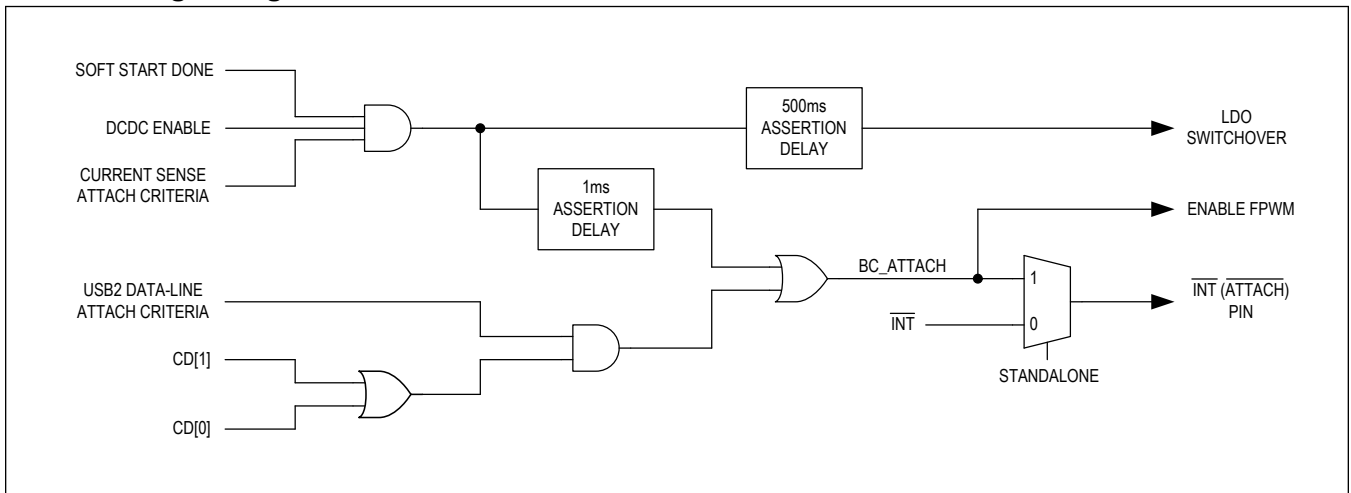 SOFT START DONE
DCDC ENABLE
CURRENT SENSE
ATTACH CRITERIA
500ms
ASSERTION
DELAY
LDO
SWITCHOVER
1ms
ASSERTION
DELAY
ENABLE FPWM
USB2 DATA-LINE
ATTACH CRITERIA
BC_ATTACH
1
INT (ATTACH)
PIN
INT
0
CD[1]
STANDALONE
CD[0]